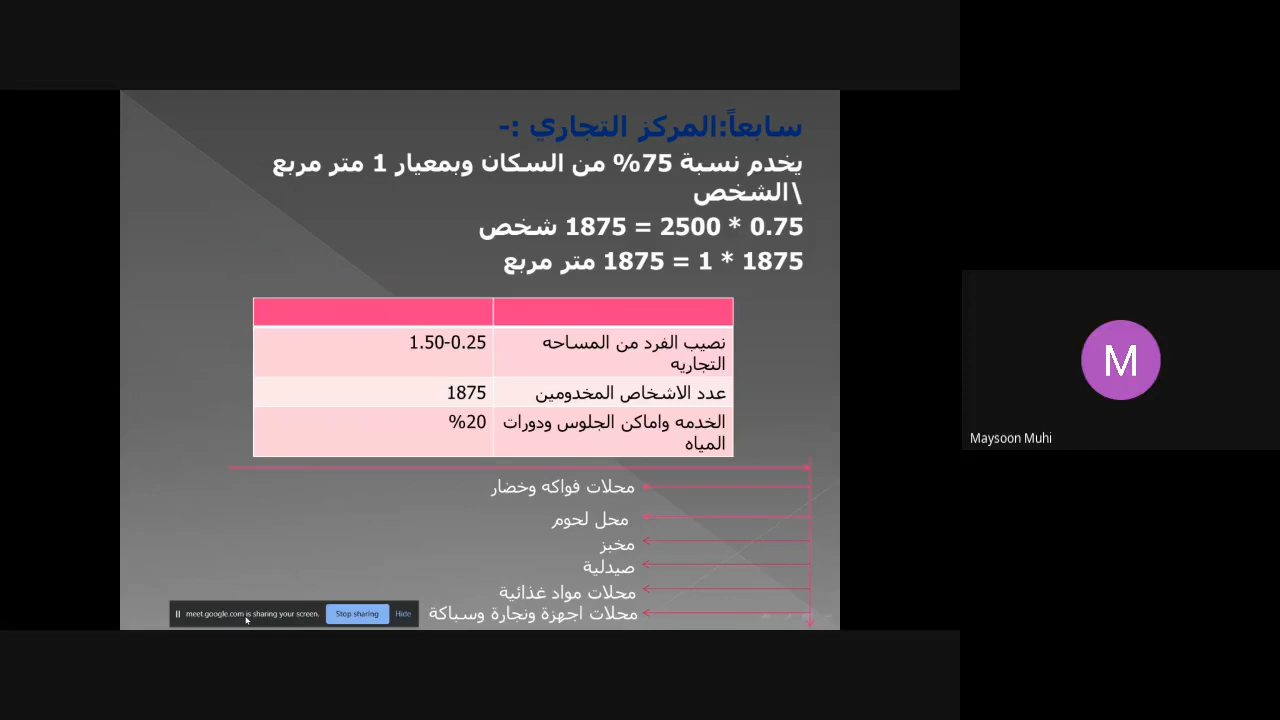 سابعاً:المركز التجاري :-
يخدم نسبة 75% من السكان وبمعيار 1 متر مربع
\الشخص
0.75 * 2500 = 1875 شخص
1875 * 1 = 1875 متر مربع
نصيب الفرد من المساحه
التجاريه
1.50-0.25
عدد الاشخاص المخدومين
1875
الخدمه واماكن الجلوس ودورات
المياه
%20
محلات فواكه وخضار
محل لحوم
مخبز
صيدلية
محلات مواد غذائية
محلات اجهزة ونجارة وسباكة
meet.google.com is sharing your screen.
Stop sharing
Hide
M
Maysoon Muhi